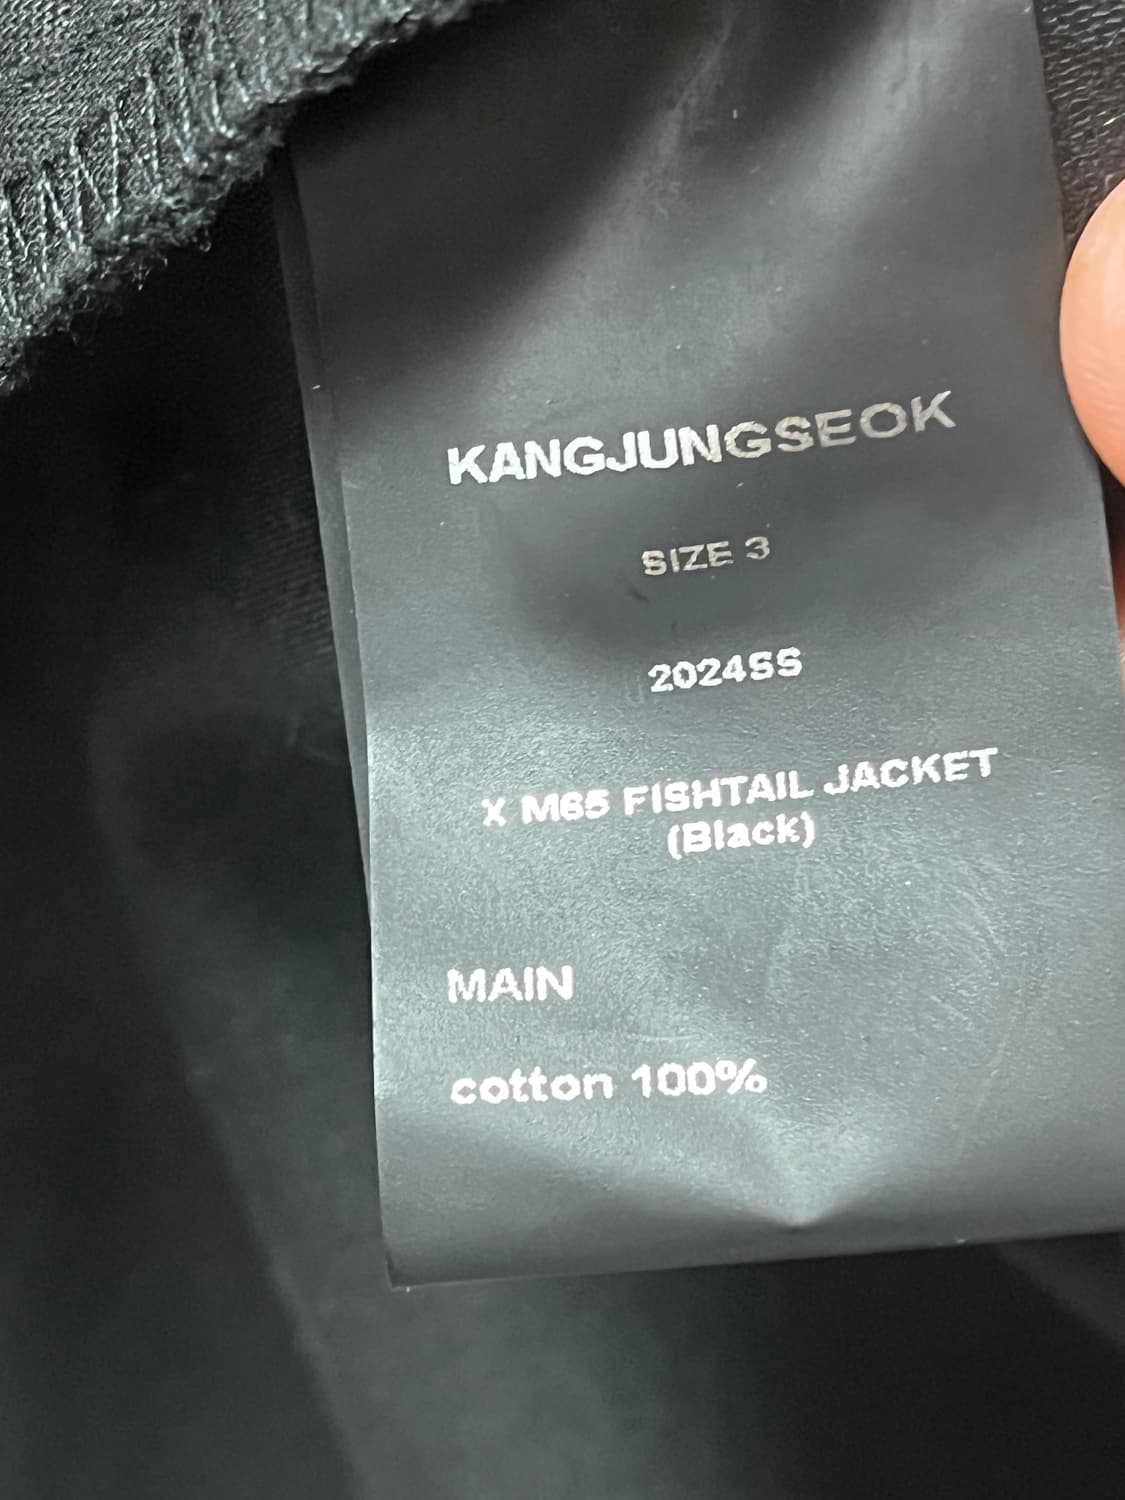 KANGJUNGSEOK
SIZE 3
2024SS
X M65 FISHTAIL JACKET
(Black)
MAIN
cotton 100%